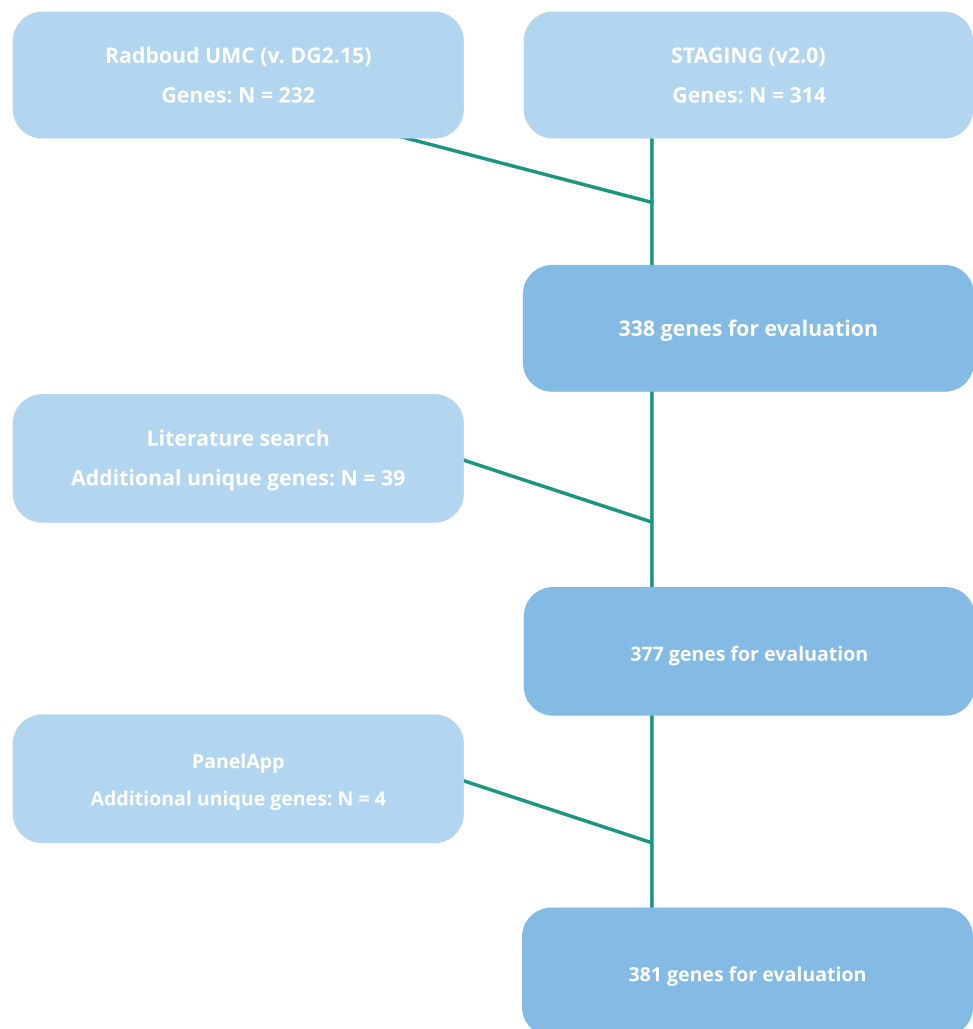 Radboud UMC (v. DG2.15)
Genes: N = 232
STAGING (v2.0)
Genes: N = 314
338 genes for evaluation
Literature search
Additional unique genes: N = 39
377 genes for evaluation
PanelApp
Additional unique genes: N = 4
381 genes for evaluation